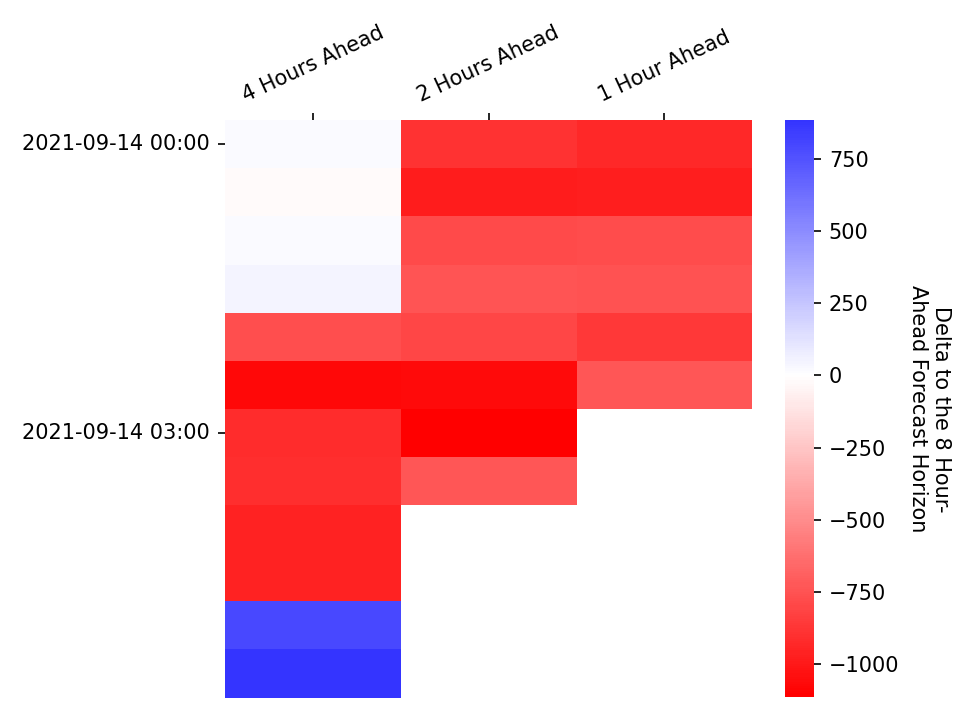 4 Hours Ahead
2 Hours Ahead
1 Hour Ahead
2021-09-14 00:00
2021-09-14 03:00
750
500
250
0
−250
−500
−750
−1000
Delta to the 8 Hour-
Ahead Forecast Horizon